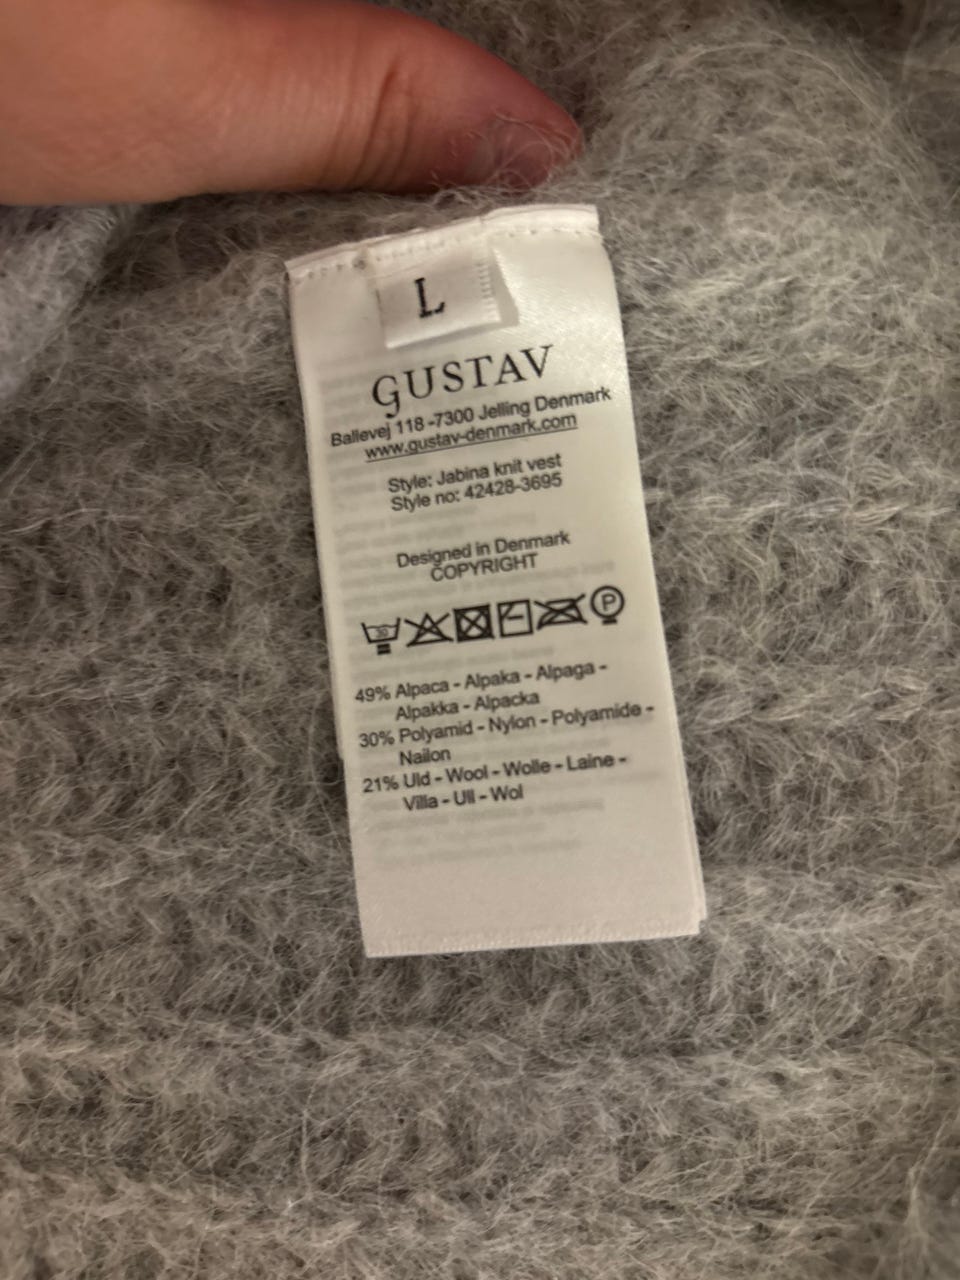 L
GUSTAV
Ballevej 118 -7300 Jelling Denmark
www.gustav-denmark.com
Style: Jabina knit vest
Style no: 42428-3695
Designed in Denmark
COPYRIGHT
30 P
49% Alpaca - Alpaka - Alpaga -
Alpakka - Alpacka
30% Polyamid - Nylon - Polyamide -
Nailon
21% Uld - Wool - Wolle - Laine -
Villa - Ull - Wol